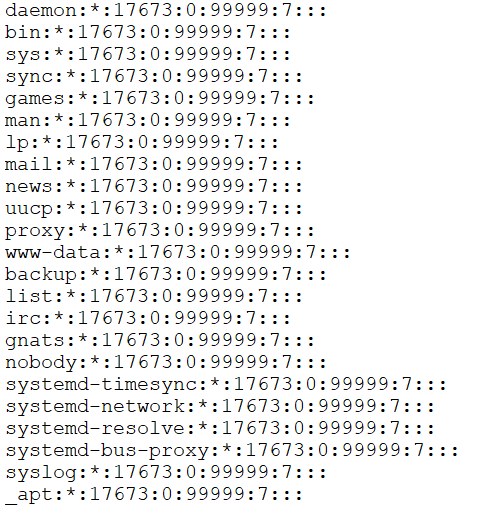 daemon:*:17673:0:99999:7:::
bin:*:17673:0:99999:7:::
sys:*:17673:0:99999:7:::
sync:*:17673:0:99999:7:::
games:*:17673:0:99999:7:::
man:*:17673:0:99999:7:::
lp:*:17673:0:99999:7:::
mail:*:17673:0:99999:7:::
news:*:17673:0:99999:7:::
uucp:*:17673:0:99999:7:::
proxy:*:17673:0:99999:7:::
www-data:*:17673:0:99999:7:::
backup:*:17673:0:99999:7:::
list:*:17673:0:99999:7:::
irc:*:17673:0:99999:7:::
gnats:*:17673:0:99999:7:::
nobody:*:17673:0:99999:7:::
systemd-timesync:*:17673:0:99999:7:::
systemd-network:*:17673:0:99999:7:::
systemd-resolve:*:17673:0:99999:7:::
systemd-bus-proxy:*:17673:0:99999:7:::
syslog:*:17673:0:99999:7:::
_apt:*:17673:0:99999:7:::